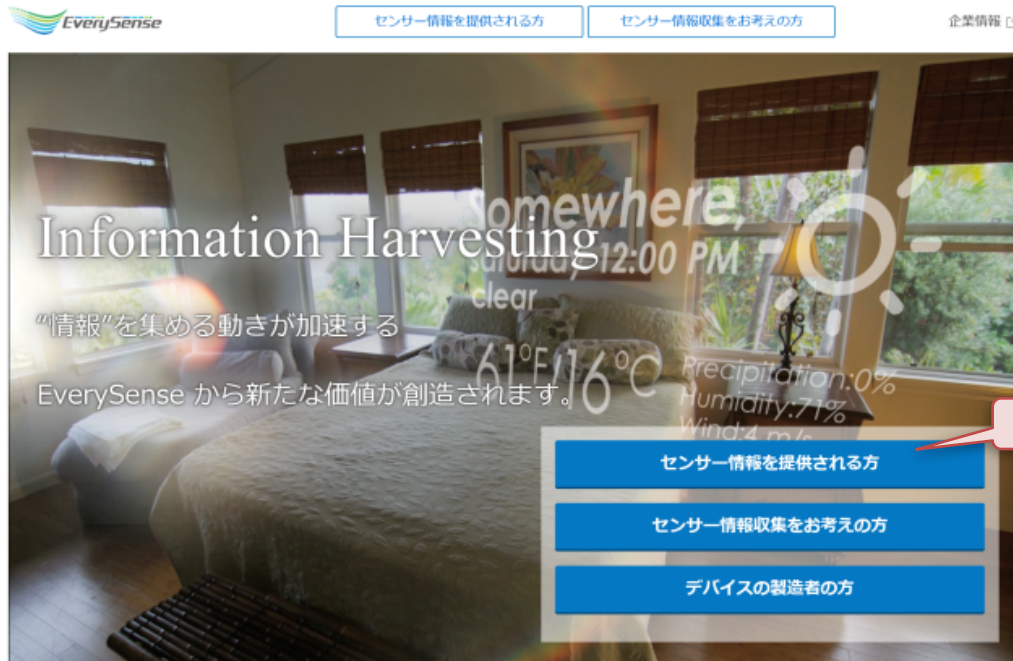 EverySense
センサー情報を提供される方
センサー情報収集をお考えの方
企業情報
Somewhere,
Information Harvesting
Saturday 12:00 PM
clear
"情報"を集める動きが加速する
61°F/16°C
Precipitation:0%
EverySense から新たな価値が創造されます。
Humidity:71%
Wind:4 m/s
センサー情報を提供される方
センサー情報収集をお考えの方
デバイスの製造者の方